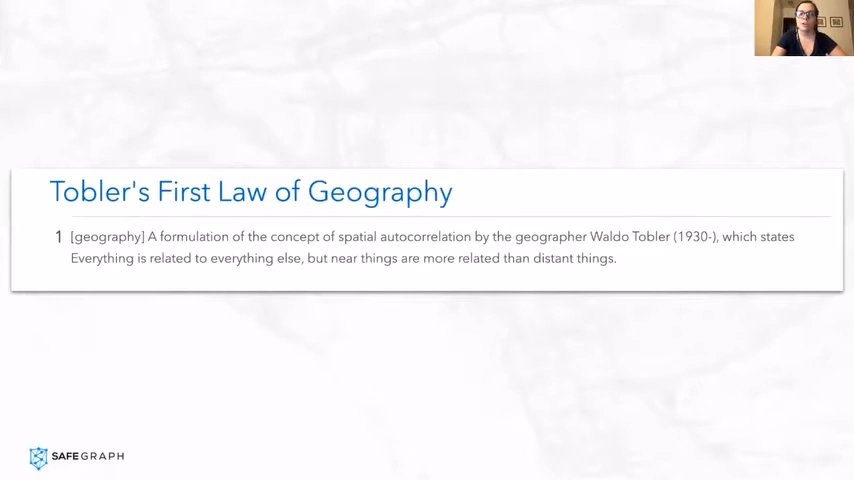 Tobler's First Law of Geography
1 [geography] A formulation of the concept of spatial autocorrelation by the geographer Waldo Tobler (1930-), which states
Everything is related to everything else, but near things are more related than distant things.
SAFEGRAPH